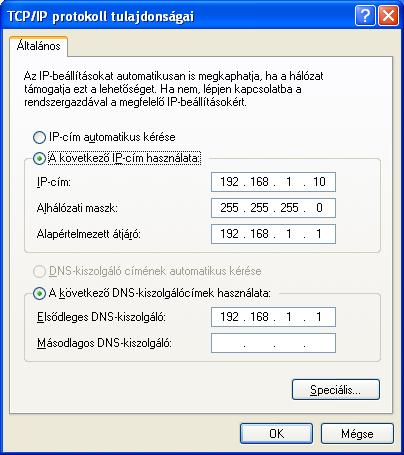 TCP/IP protokoll tulajdonságai
Általános
Az IP-beállításokat automatikusan is megkaphatja, ha a hálózat
támogatja ezt a lehetőséget. Ha nem, lépjen kapcsolatba a
rendszergazdával a megfelelő IP-beállításokért.
IP-cím automatikus kérése
A következő IP-cím használata:
IP-cím: 192 . 168 . 1 . 10
Alhálózati maszk: 255 . 255 . 255 . 0
Alapértelmezett átjáró: 192 . 168 . 1 . 1
DNS-kiszolgáló címének automatikus kérése
A következő DNS-kiszolgálócímek használata:
Elsődleges DNS-kiszolgáló: 192 . 168 . 1 . 1
Másodlagos DNS-kiszolgáló: . . .
Speciális...
OK Mégse